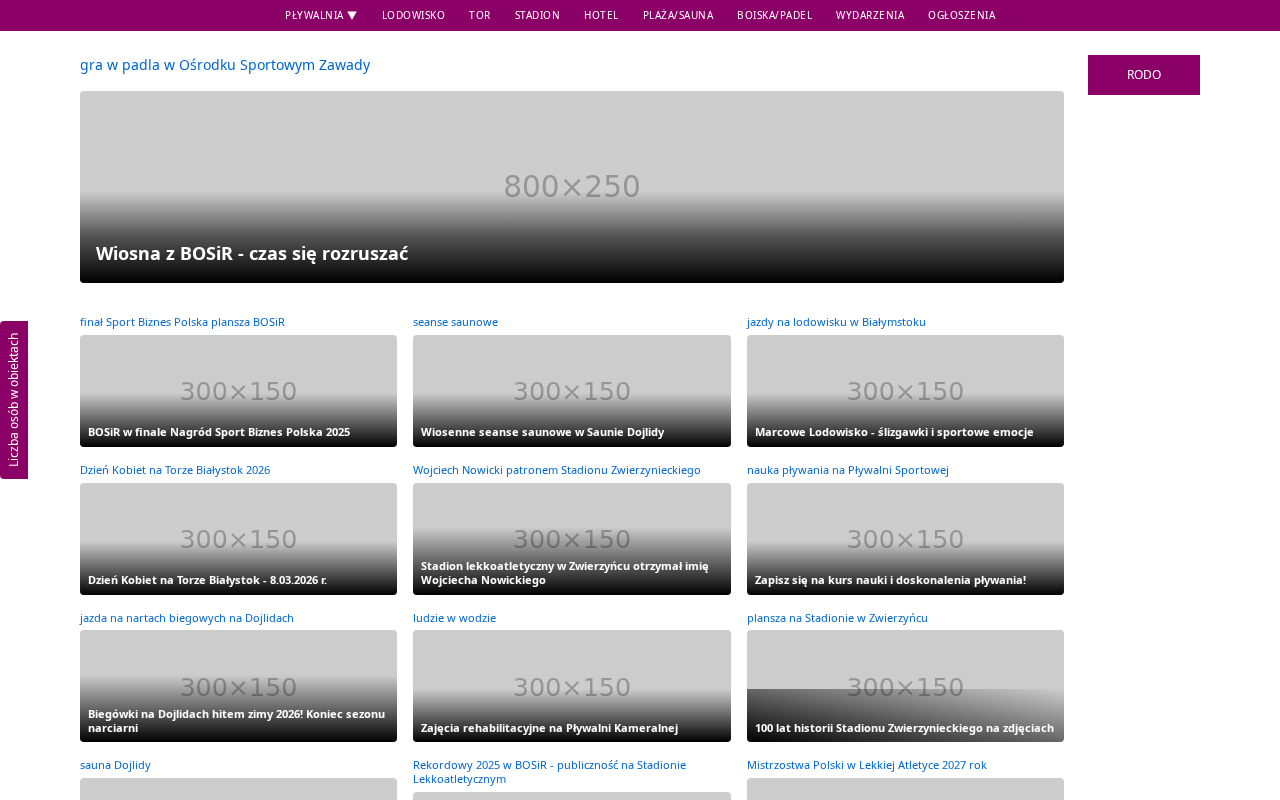 PŁYWALNIA ▼ LODOWISKO TOR STADION HOTEL PLAŻA/SAUNA BOISKA/PADEL WYDARZENIA OGŁOSZENIA
gra w padla w Ośrodku Sportowym Zawady
RODO
800×250
Wiosna z BOSiR - czas się rozruszać
Liczba osób w obiektach
finał Sport Biznes Polska plansza BOSiR
300×150
BOSiR w finale Nagród Sport Biznes Polska 2025
seanse saunowe
300×150
Wiosenne seanse saunowe w Saunie Dojlidy
jazdy na lodowisku w Białymstoku
300×150
Marcowe Lodowisko - ślizgawki i sportowe emocje
Dzień Kobiet na Torze Białystok 2026
300×150
Dzień Kobiet na Torze Białystok - 8.03.2026 r.
Wojciech Nowicki patronem Stadionu Zwierzynieckiego
300×150
Stadion lekkoatletyczny w Zwierzyńcu otrzymał imię
Wojciecha Nowickiego
nauka pływania na Pływalni Sportowej
300×150
Zapisz się na kurs nauki i doskonalenia pływania!
jazda na nartach biegowych na Dojlidach
300×150
Biegówki na Dojlidach hitem zimy 2026! Koniec sezonu
narciarni
ludzie w wodzie
300×150
Zajęcia rehabilitacyjne na Pływalni Kameralnej
plansza na Stadionie w Zwierzyńcu
300×150
100 lat historii Stadionu Zwierzynieckiego na zdjęciach
sauna Dojlidy
Rekordowy 2025 w BOSiR - publiczność na Stadionie
Lekkoatletycznym
Mistrzostwa Polski w Lekkiej Atletyce 2027 rok